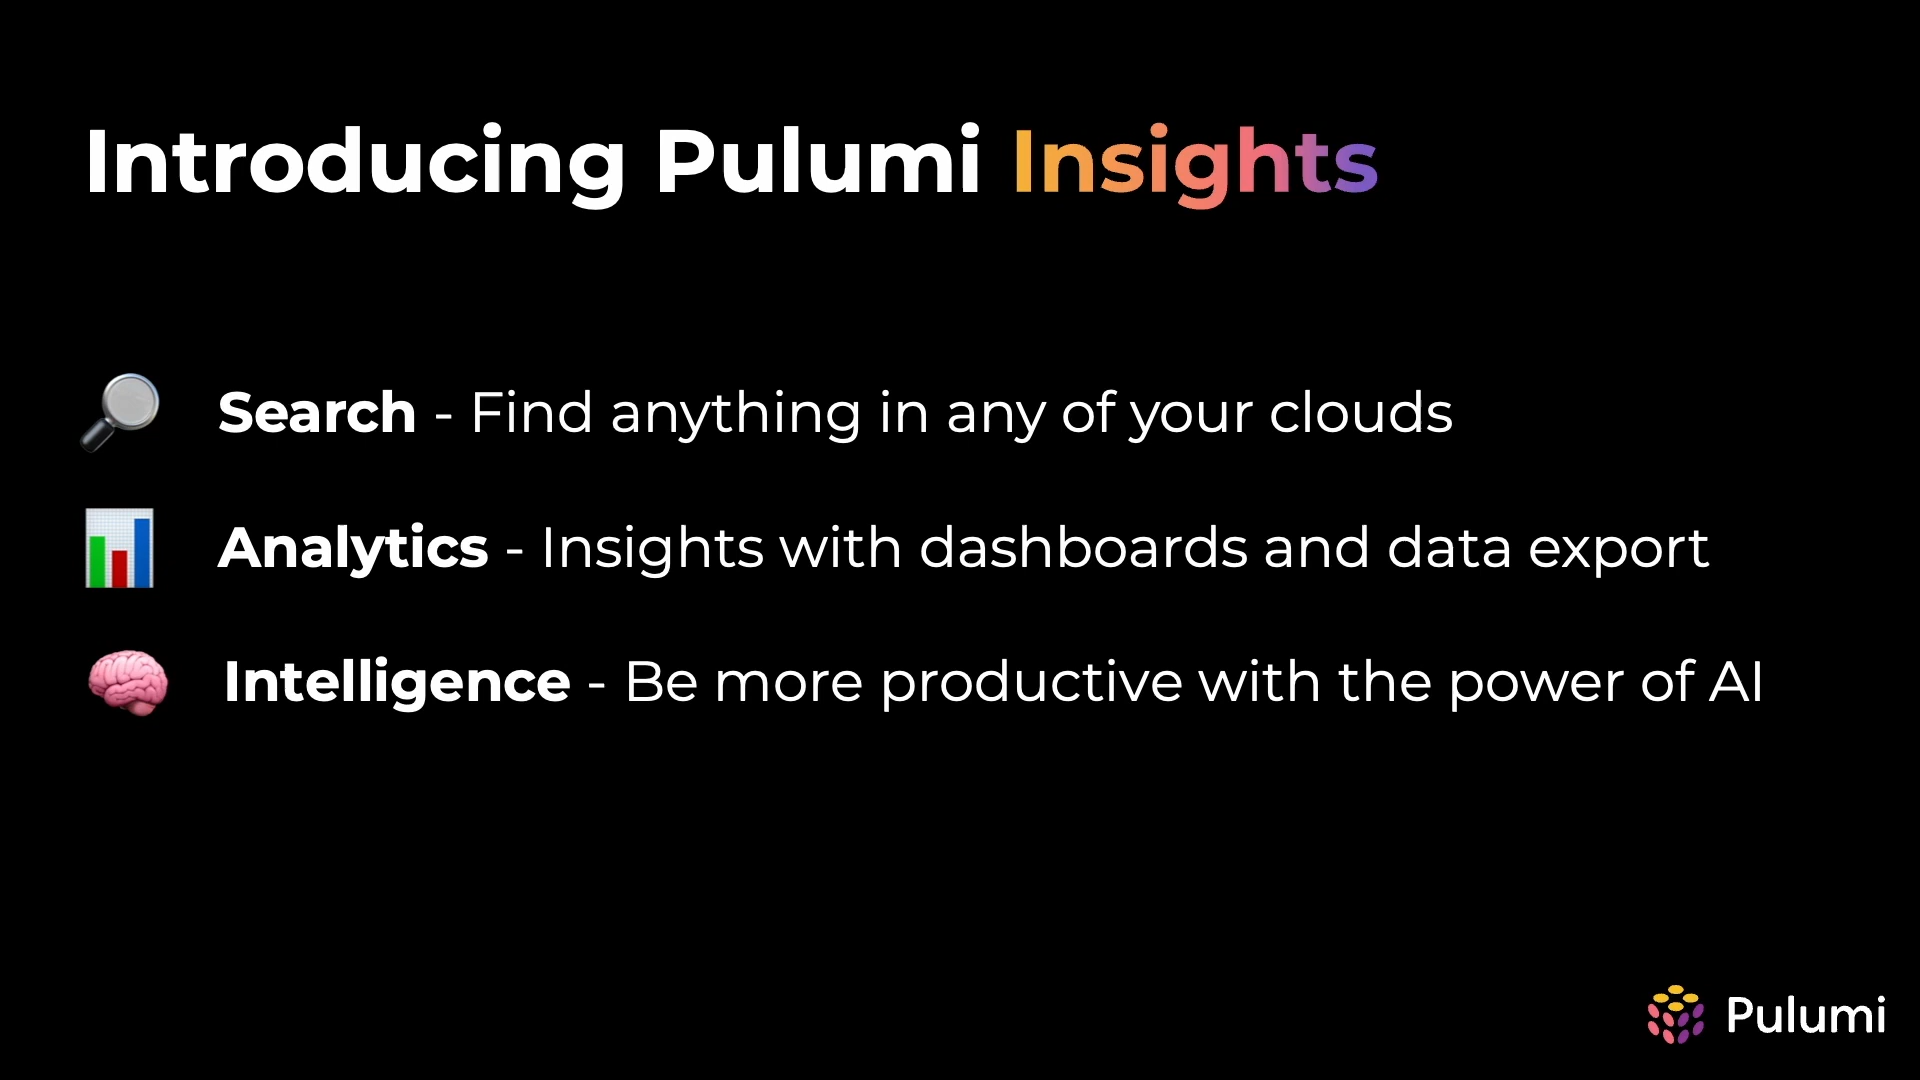 Introducing Pulumi Insights
Search - Find anything in any of your clouds
Analytics - Insights with dashboards and data export
Intelligence - Be more productive with the power of AI
Pulumi